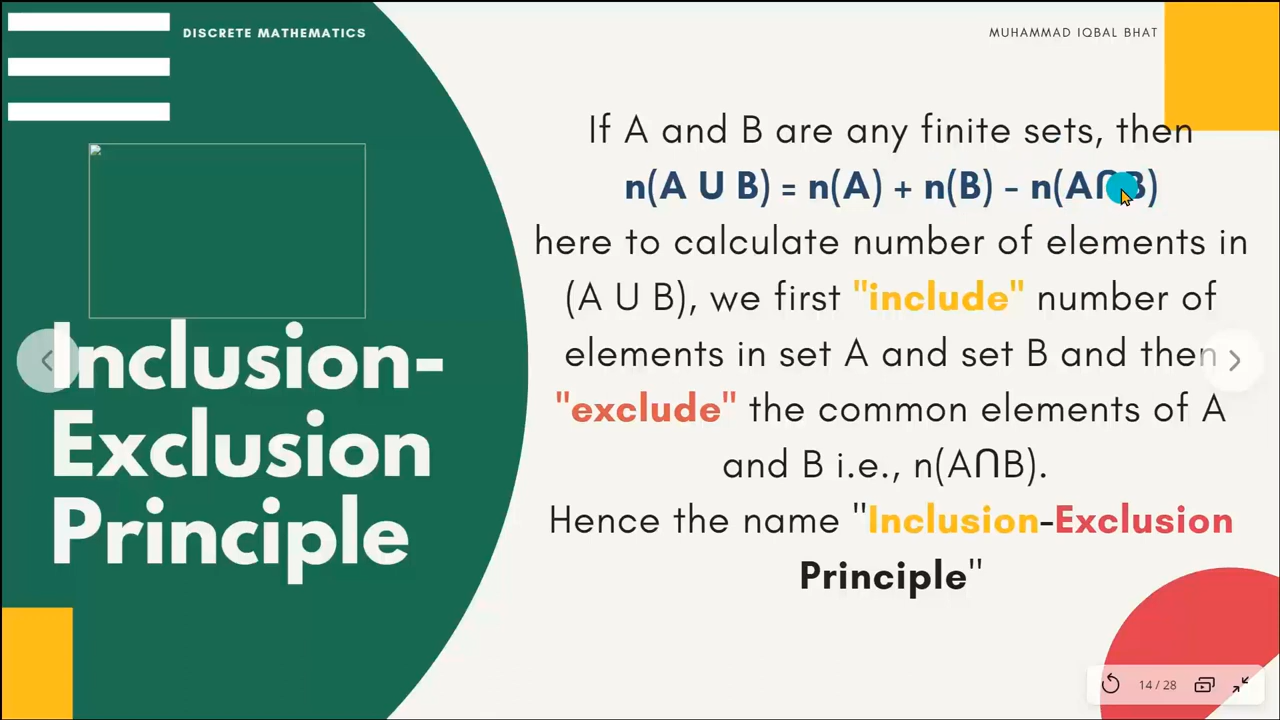 DISCRETE MATHEMATICS
MUHAMMAD IQBAL BHAT
Inclusion-
Exclusion
Principle
If A and B are any finite sets, then
n(A U B) = n(A) + n(B) - n(A∩B)
here to calculate number of elements in
(A U B), we first "include" number of
elements in set A and set B and then
"exclude" the common elements of A
and B i.e., n(A∩B).
Hence the name "Inclusion-Exclusion
Principle"
14 / 28